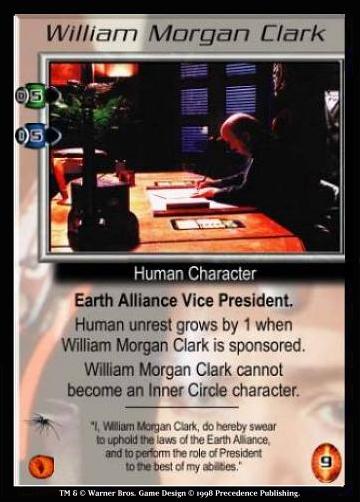 William Morgan Clark
D5
I5
Human Character
Earth Alliance Vice President.
Human unrest grows by 1 when
William Morgan Clark is sponsored.
William Morgan Clark cannot
become an Inner Circle character.
"I, William Morgan Clark, do hereby swear
to uphold the laws of the Earth Alliance,
and to perform the role of President
to the best of my abilities."
9
TM & © Warner Bros. Game Design © 1998 Precedence Publishing.